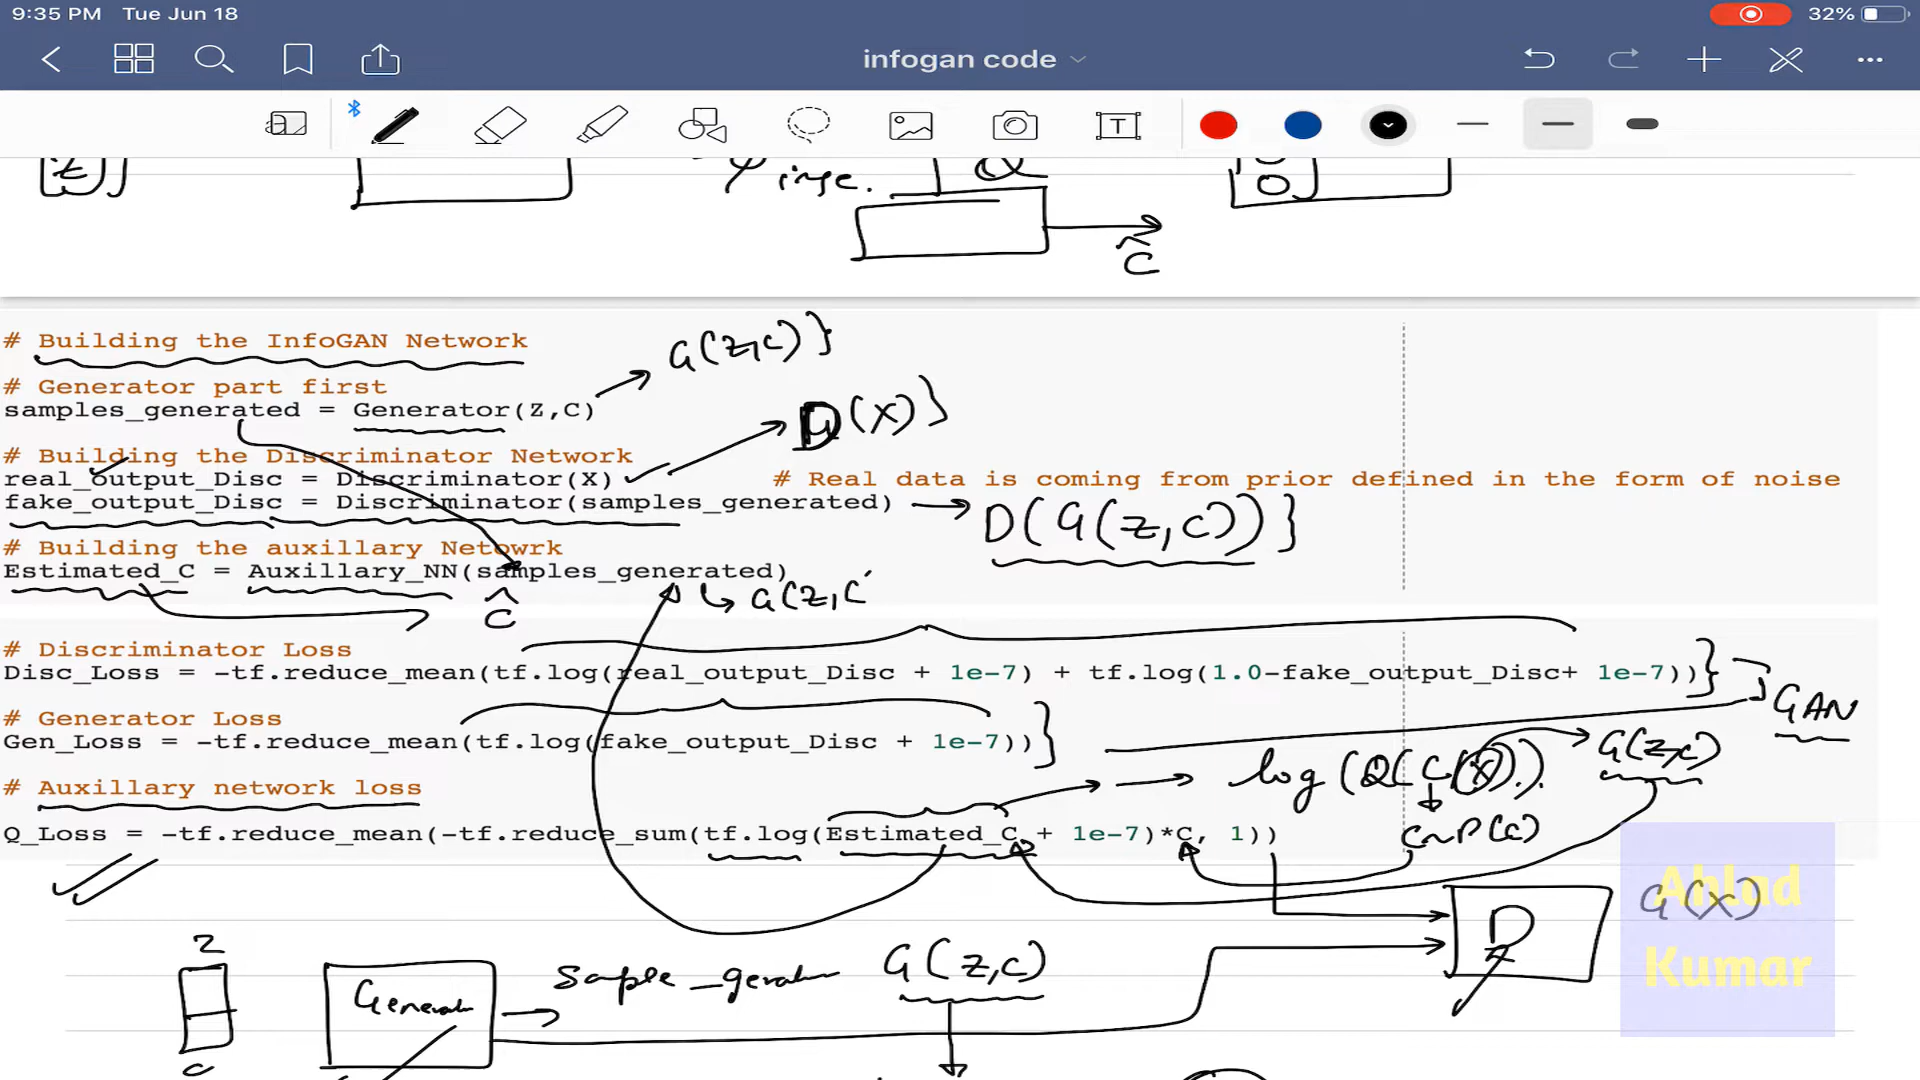 9:35 PM Tue Jun 18
32%
infogan code
T
Z
Q
Ĉ
# Building the InfoGAN Network
G(z,c)}
# Generator part first
samples_generated = Generator(Z,C)
D(X)}
# Building the Discriminator Network
real_output_Disc = Discriminator(X)
# Real data is coming from prior defined in the form of noise
fake_output_Disc = Discriminator(samples_generated)
D(G(z,c))}
# Building the auxillary Netowrk
Estimated_C = Auxillary_NN(samples_generated)
Ĉ
G(z,c
# Discriminator Loss
Disc_Loss = -tf.reduce_mean(tf.log(real_output_Disc + 1e-7) + tf.log(1.0-fake_output_Disc+ 1e-7))}
GAN
# Generator Loss
Gen_Loss = -tf.reduce_mean(tf.log(fake_output_Disc + 1e-7))}
log(Q(C|X))
G(z,c)
# Auxillary network loss
Q_Loss = -tf.reduce_mean(-tf.reduce_sum(tf.log(Estimated_C + 1e-7)*C, 1))
C~P(C)
Ahlad
Kumar
G(X)
D
z
c
Generator
G(z,c)